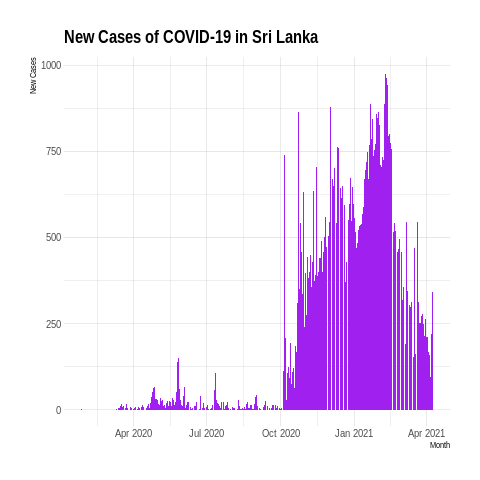 New Cases of COVID-19 in Sri Lanka
New Cases
1000
750
500
250
0
Apr 2020 Jul 2020 Oct 2020 Jan 2021 Apr 2021
Month